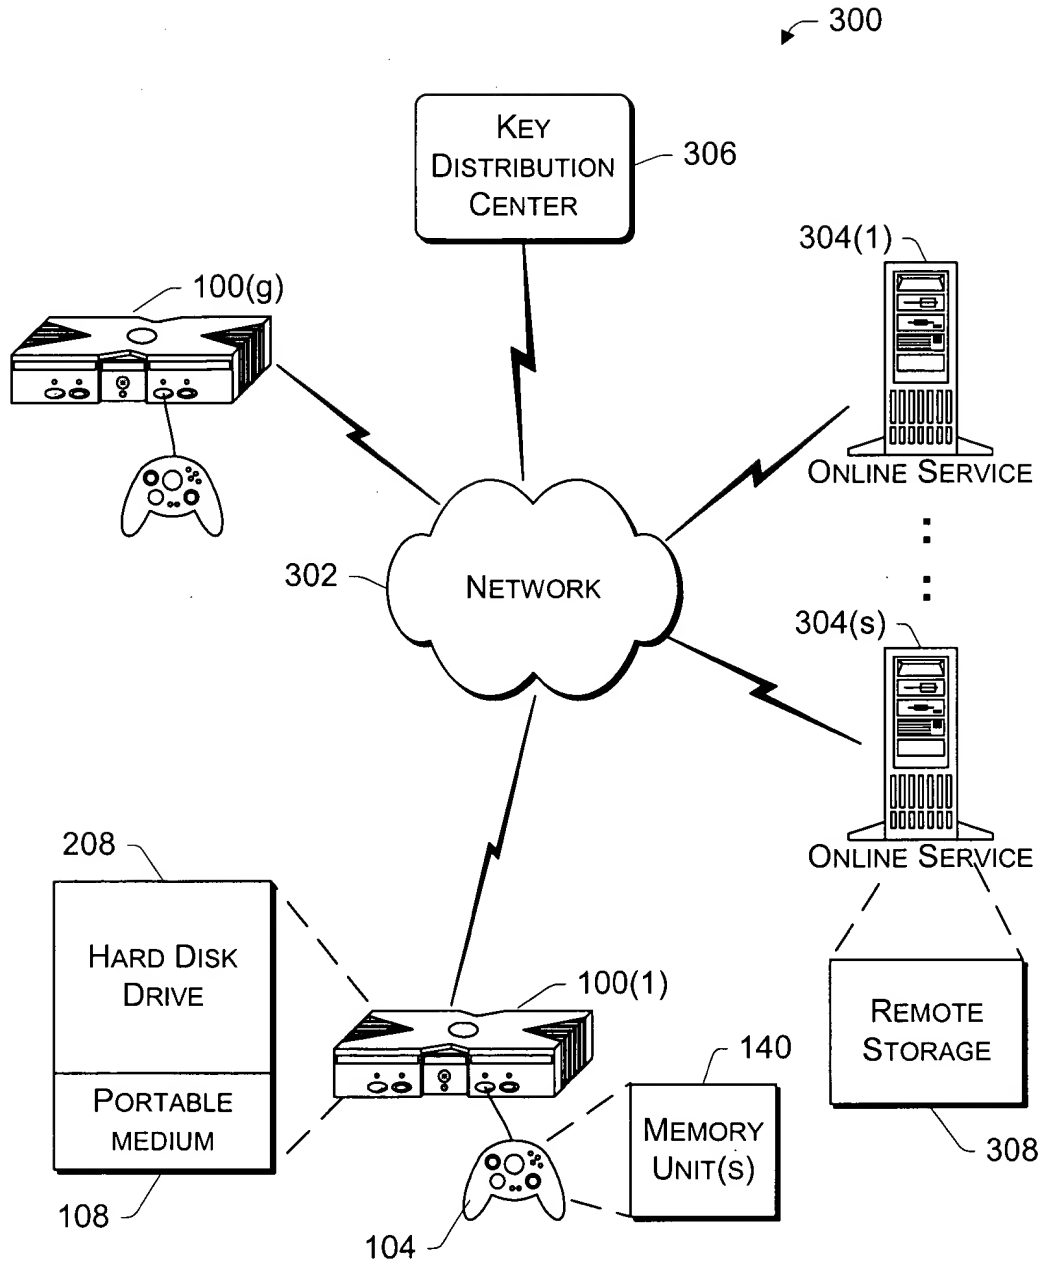 300
KEY
DISTRIBUTION
CENTER
306
304(1)
100(g)
ONLINE SERVICE
302
NETWORK
304(s)
ONLINE SERVICE
208
HARD DISK
DRIVE
100(1)
REMOTE
STORAGE
140
PORTABLE
MEDIUM
MEMORY
UNIT(S)
308
108
104